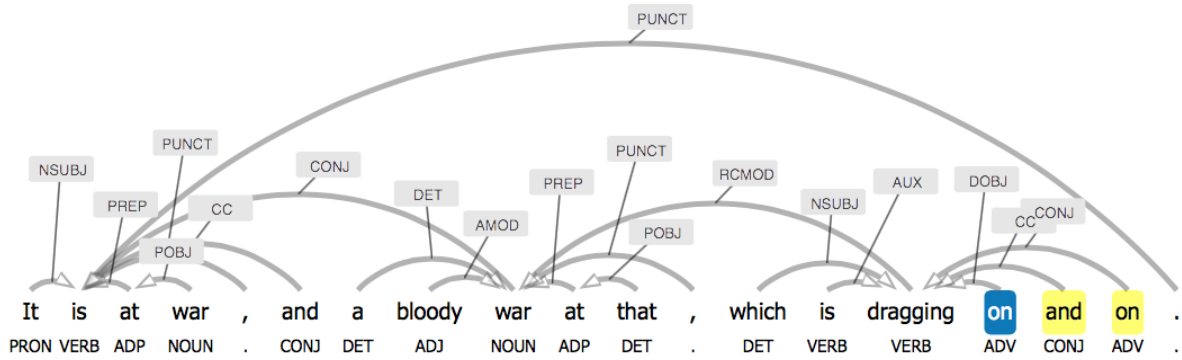 PUNCT
PUNCT PUNCT
NSUBJ CONJ RCMOD AUX DOBJ
PREP CC DET PREP NSUBJ CC CONJ
POBJ AMOD POBJ
It is at war , and a bloody war at that , which is dragging on and on .
PRON VERB ADP NOUN . CONJ DET ADJ NOUN ADP DET . DET VERB VERB ADV CONJ ADV .